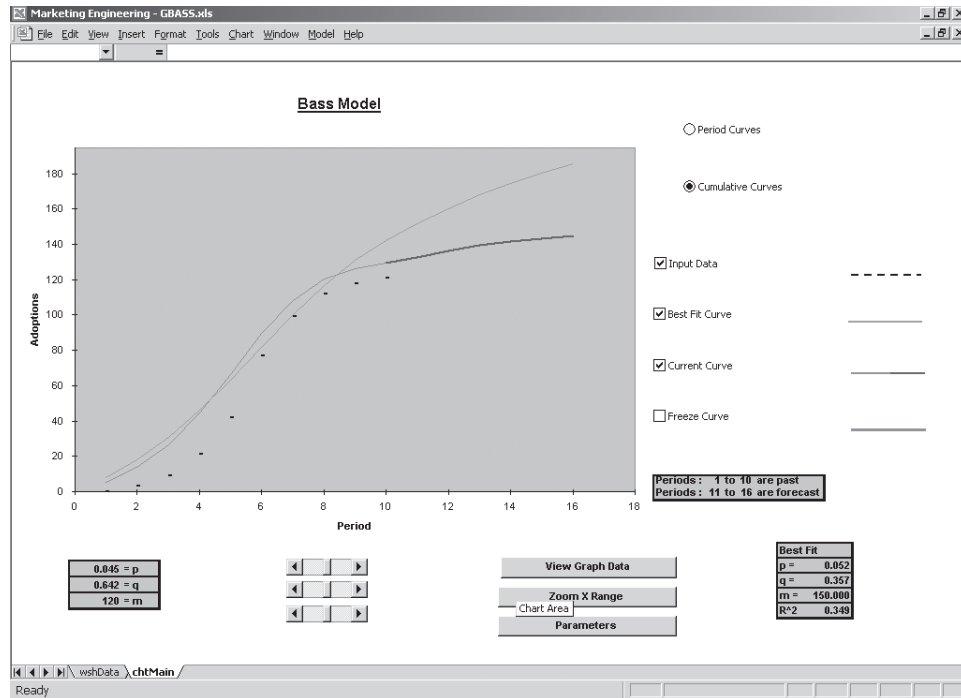 Marketing Engineering - GBASS.xls
File Edit View Insert Format Tools Chart Window Model Help
=
Bass Model
Period Curves
Cumulative Curves
Input Data
Best Fit Curve
Current Curve
Freeze Curve
Adoptions
180
160
140
120
100
80
60
40
20
0
0 2 4 6 8 10 12 14 16 18
Period
Periods : 1 to 10 are past
Periods : 11 to 16 are forecast
0.045 = p
0.642 = q
120 = m
View Graph Data
Zoom X Range
Chart Area
Parameters
Best Fit
p = 0.052
q = 0.357
m = 150.000
R^2 0.349
wshData chtMain
Ready